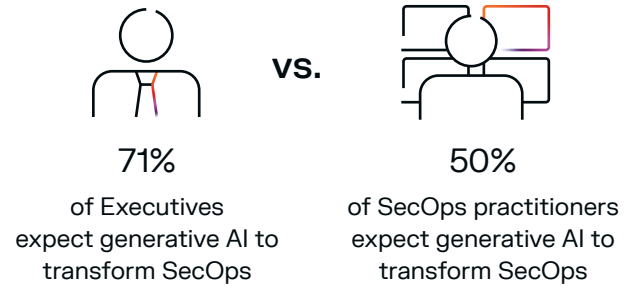 vs.
71%
of Executives
expect generative AI to
transform SecOps
50%
of SecOps practitioners
expect generative AI to
transform SecOps